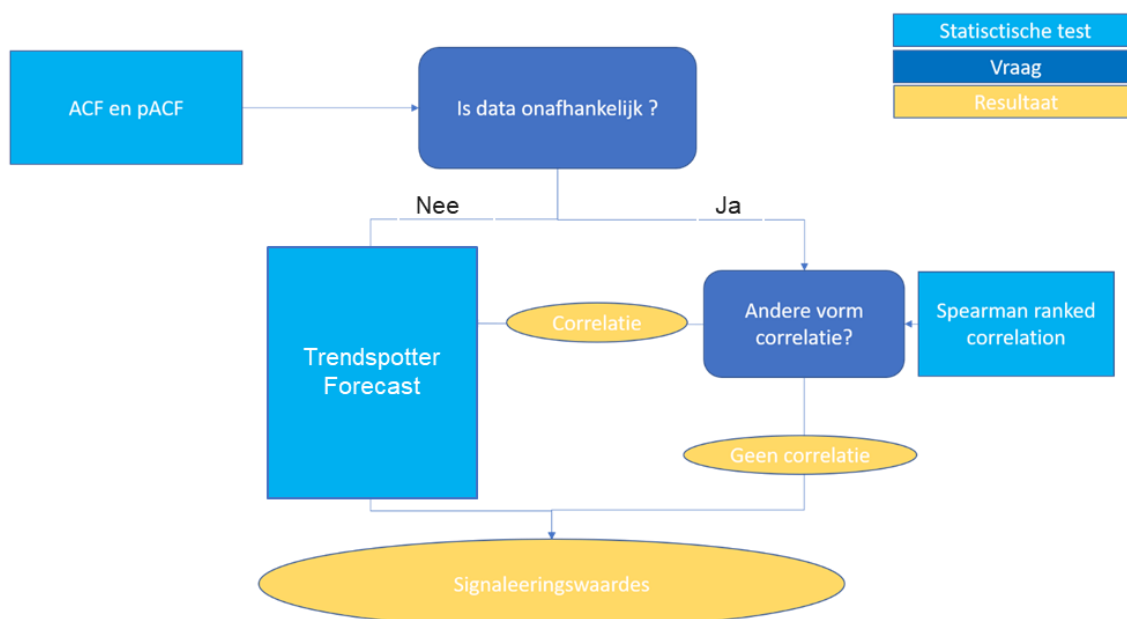 Statisctische test
Vraag
Resultaat
ACF en pACF
Is data onafhankelijk ?
Nee
Ja
Trendspotter
Forecast
Correlatie
Andere vorm
correlatie?
Spearman ranked
correlation
Geen correlatie
Signaleeringswaardes